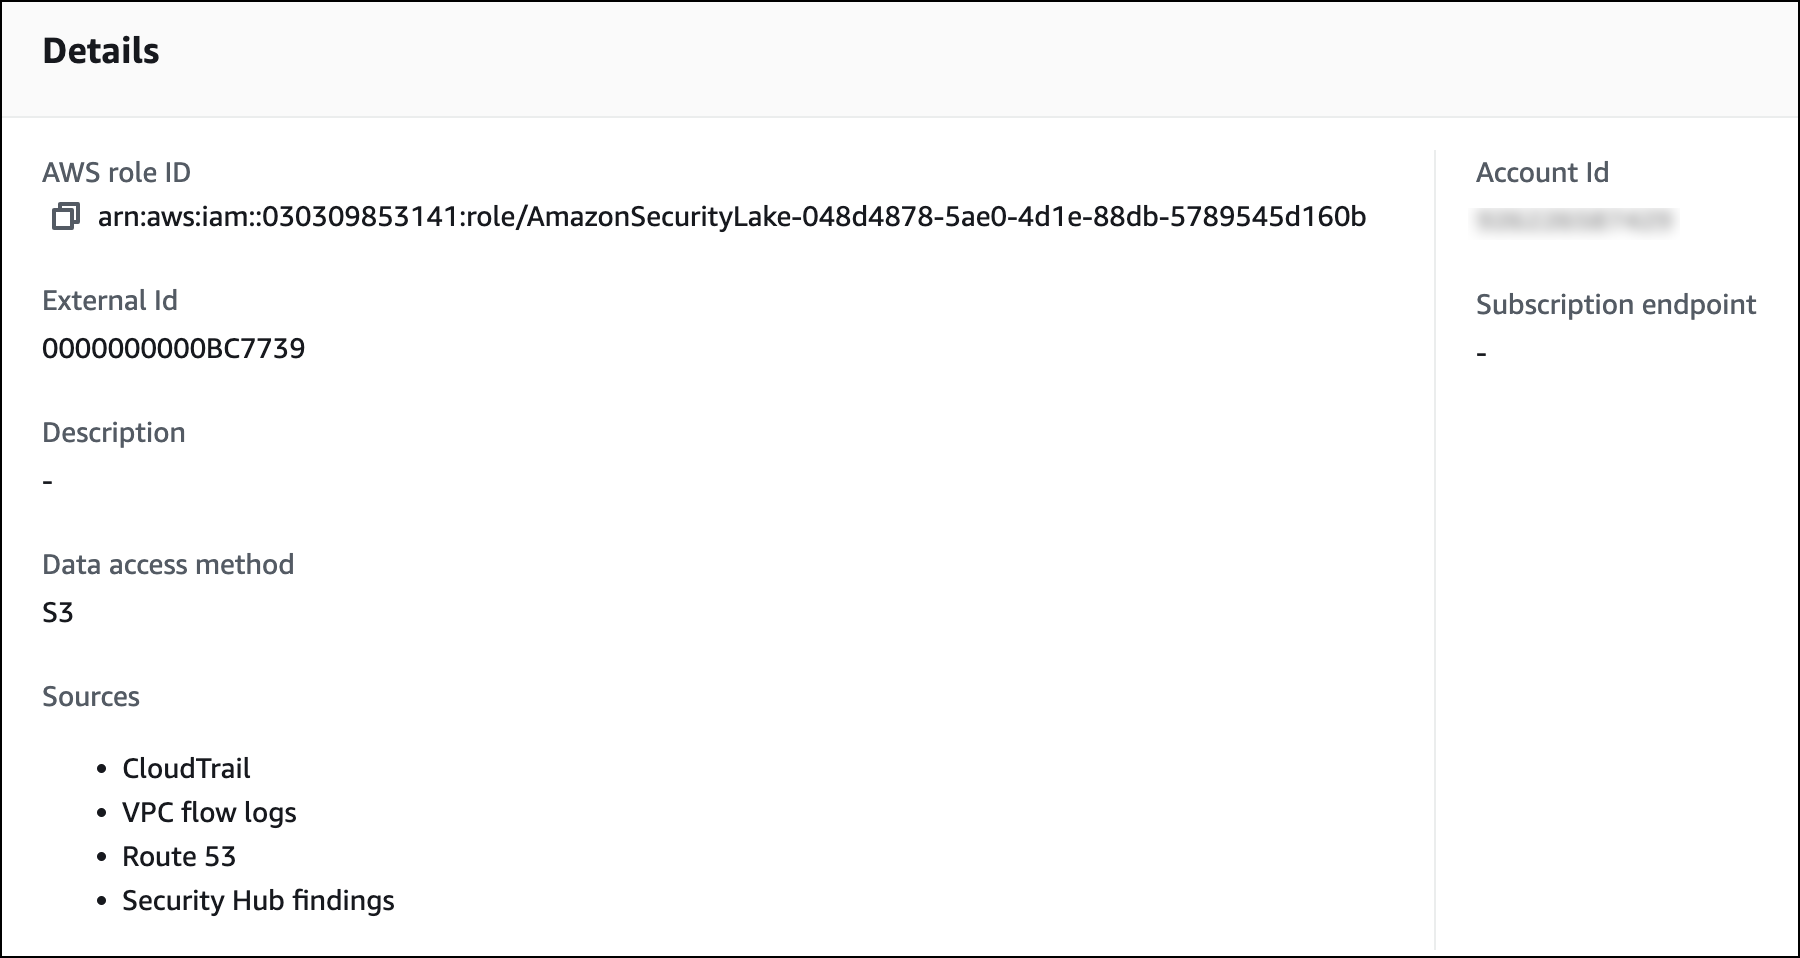 Details
AWS role ID
arn:aws:iam::030309853141:role/AmazonSecurityLake-048d4878-5ae0-4d1e-88db-5789545d160b
External Id
0000000000BC7739
Description
-
Data access method
S3
Sources
• CloudTrail
• VPC flow logs
• Route 53
• Security Hub findings
Account Id
Subscription endpoint
-